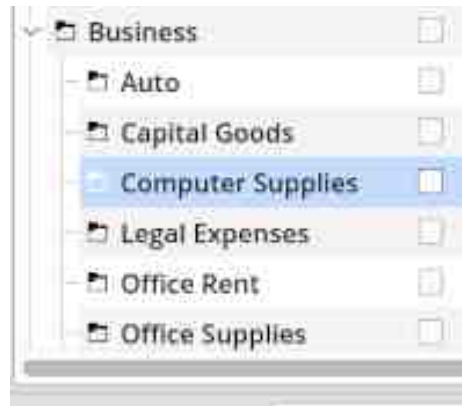 Business
Auto
Capital Goods
Computer Supplies
Legal Expenses
Office Rent
Office Supplies